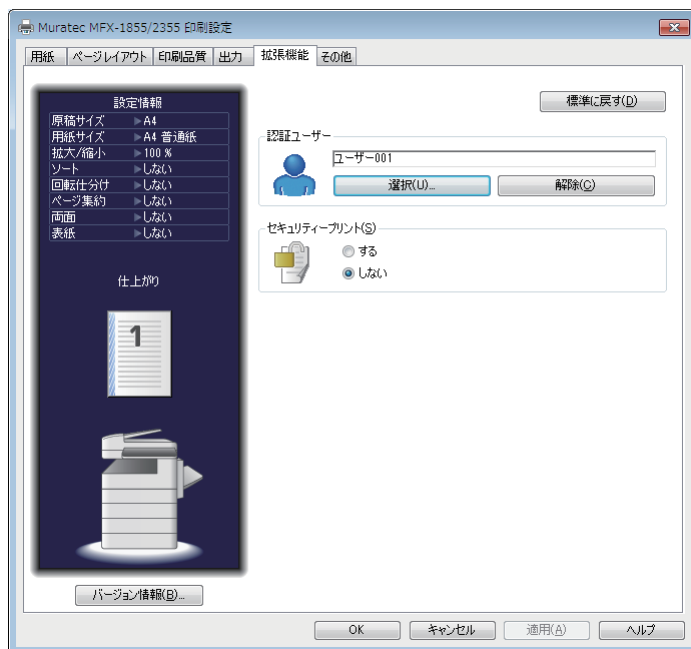 Muratec MFX-1855/2355 印刷設定
用紙 ページレイアウト 印刷品質 出力 拡張機能 その他
設定情報
原稿サイズ ▶A4
用紙サイズ ▶A4 普通紙
拡大/縮小 ▶100 %
ソート ▶しない
回転仕分け ▶しない
ページ集約 ▶しない
両面 ▶しない
表紙 ▶しない
仕上がり
1
バージョン情報(B)...
標準に戻す(D)
認証ユーザー
ユーザー001
選択(U)... 解除(C)
セキュリティープリント(S)
する
しない
OK キャンセル 適用(A) ヘルプ